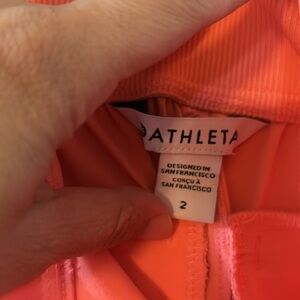 ATHLETA
DESIGNED IN
SAN FRANCISCO
CONÇU À
SAN FRANCISCO
2